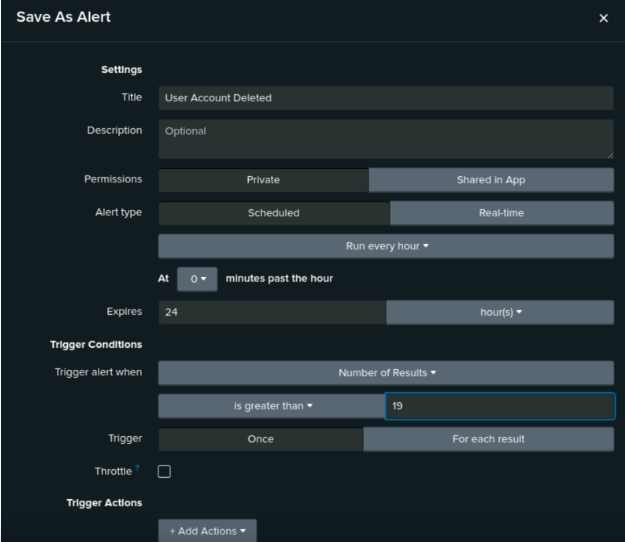 Save As Alert ×
Settings
Title User Account Deleted
Description Optional
Permissions Private Shared in App
Alert type Scheduled Real-time
Run every hour ▾
At 0 ▾ minutes past the hour
Expires 24 hour(s) ▾
Trigger Conditions
Trigger alert when Number of Results ▾
is greater than ▾ 19
Trigger Once For each result
Throttle ?
Trigger Actions
+ Add Actions ▾